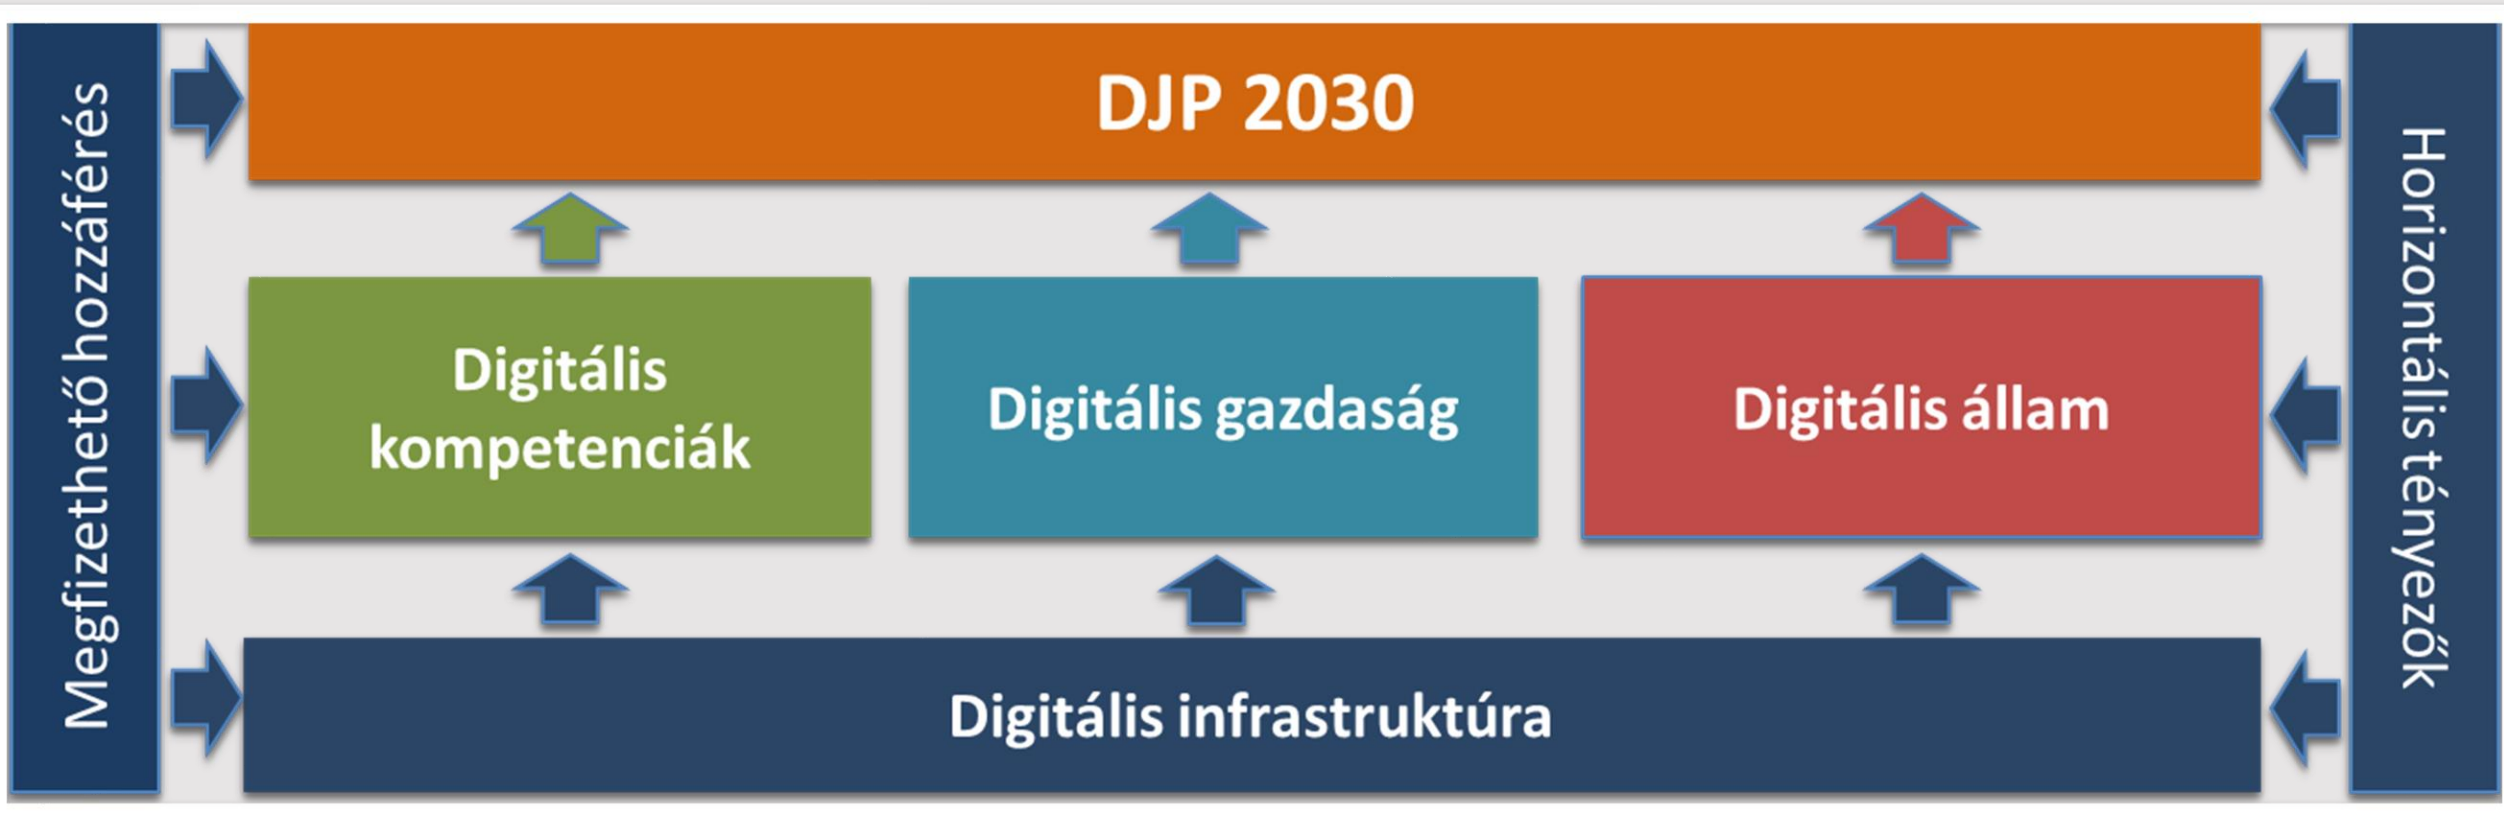 Megfizethető hozzáférés
DJP 2030
Digitális
kompetenciák
Digitális gazdaság
Digitális állam
Digitális infrastruktúra
Horizontális tényezők